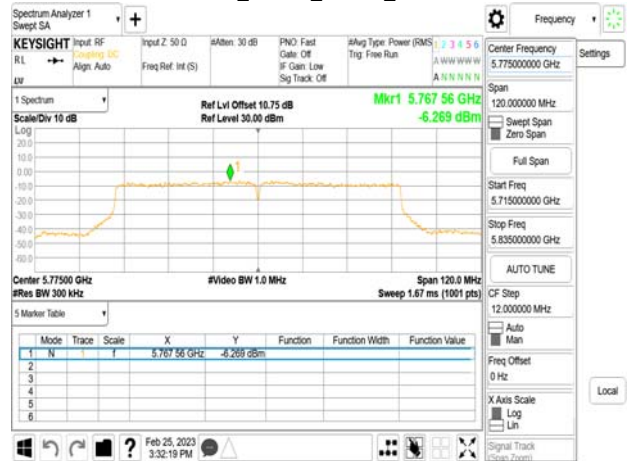 Spectrum Analyzer 1
Swept SA
+
Frequency
KEYSIGHT Input: RF Input Z: 50 Ω #Atten: 30 dB PNO: Fast #Avg Type: Power (RMS 1 2 3 4 5 6
RL Coupling: DC Gate: Off Trig: Free Run A W W W W W
Align: Auto Freq Ref: Int (S) IF Gain: Low
Sig Track: Off A N N N N N
Center Frequency
5.775000000 GHz
Settings
1 Spectrum
Scale/Div 10 dB
Ref Lvl Offset 10.75 dB
Ref Level 30.00 dBm
Mkr1 5.767 56 GHz
-6.269 dBm
Log
20.0
10.0
0.00
-10.0
-20.0
-30.0
-40.0
-50.0
-60.0
1
Center 5.77500 GHz #Video BW 1.0 MHz Span 120.0 MHz
#Res BW 300 kHz Sweep 1.67 ms (1001 pts)
Span
120.000000 MHz
Swept Span
Zero Span
Full Span
Start Freq
5.715000000 GHz
Stop Freq
5.835000000 GHz
AUTO TUNE
CF Step
12.000000 MHz
Auto
Man
Freq Offset
0 Hz
X Axis Scale
Log
Lin
Signal Track
(Span Zoom)
Local
5 Marker Table
Mode Trace Scale X Y Function Function Width Function Value
1 N 1 f 5.767 56 GHz -6.269 dBm
2
3
4
5
6
? Feb 25, 2023
3:32:19 PM